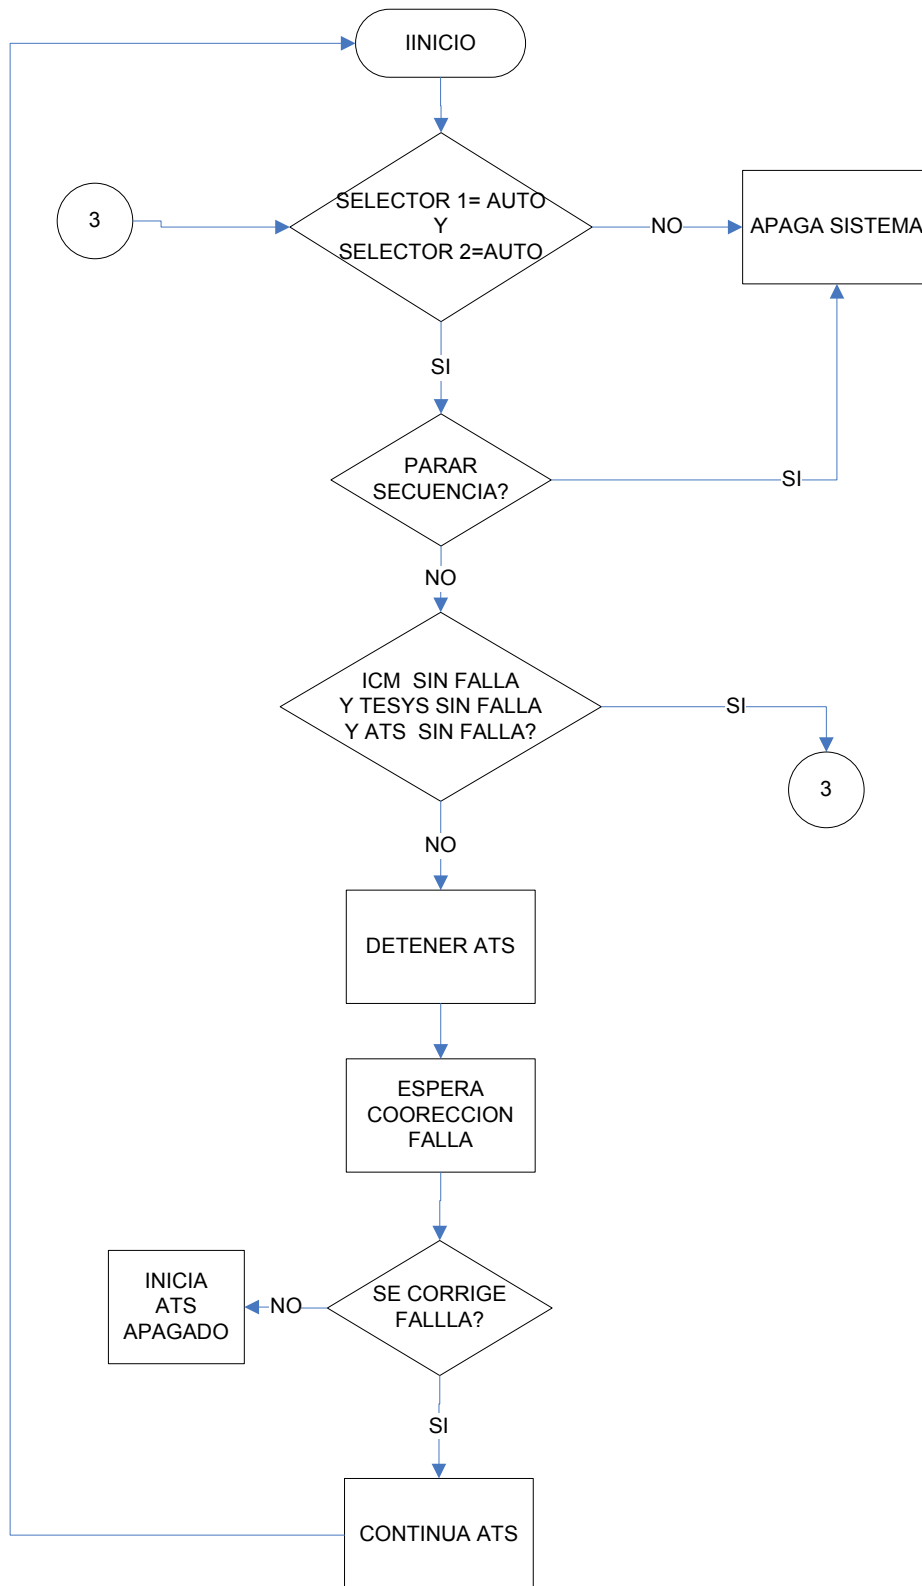 IINICIO
3
SELECTOR 1= AUTO
Y
SELECTOR 2=AUTO
NO
APAGA SISTEMA
SI
PARAR
SECUENCIA?
SI
NO
ICM  SIN FALLA
Y TESYS SIN FALLA
Y ATS  SIN FALLA?
SI
3
NO
DETENER ATS
ESPERA
COORECCION
FALLA
SE CORRIGE
FALLLA?
NO
INICIA
ATS
APAGADO
SI
CONTINUA ATS